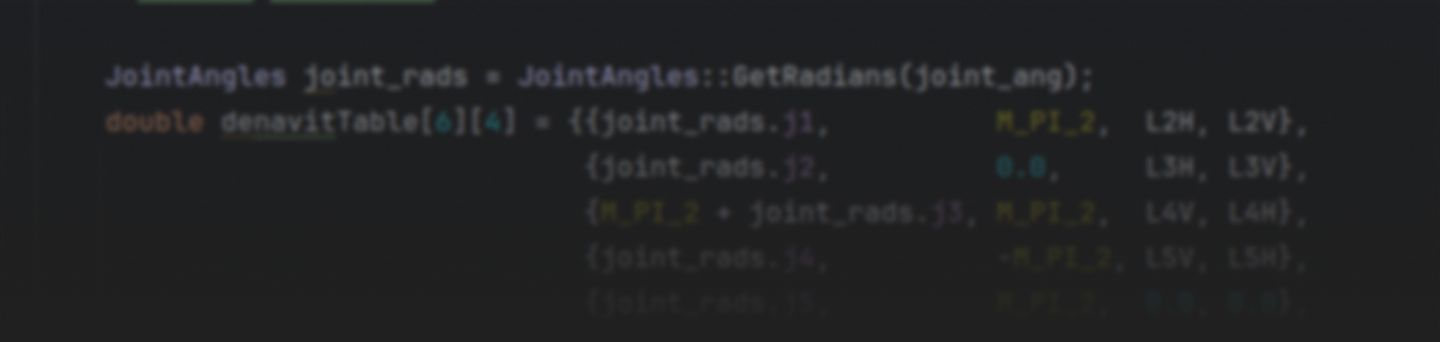 JointAngles joint_rads = JointAngles::GetRadians(joint_ang);
double denavitTable[6][4] = {{joint_rads.j1, M_PI_2, L2H, L2V},
{joint_rads.j2, 0.0, L3H, L3V},
{M_PI_2 + joint_rads.j3, M_PI_2, L4V, L4H},
{joint_rads.j4, -M_PI_2, L5V, L5H},
{joint_rads.j5, M_PI_2, 0.0, 0.0},